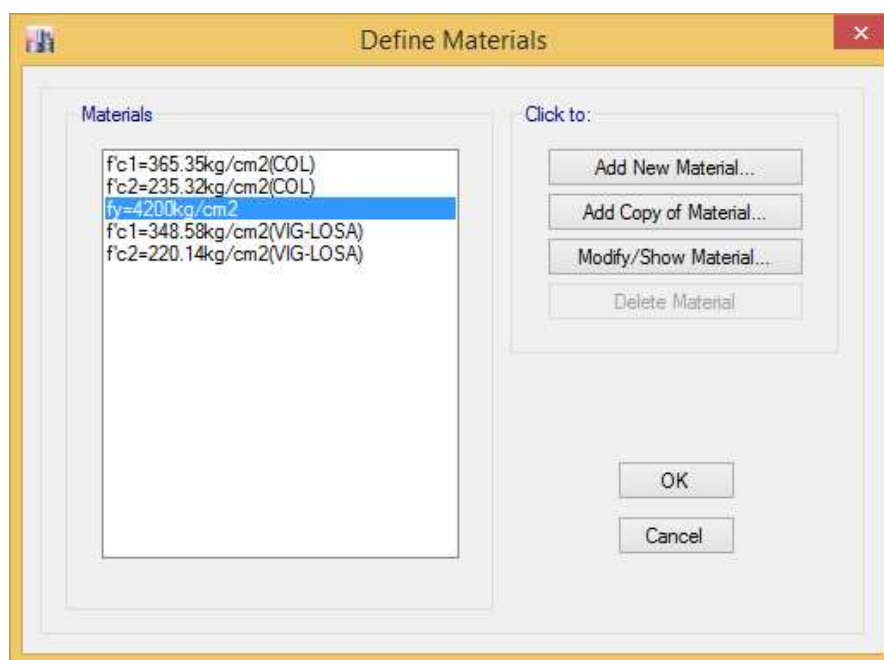 Define Materials
Materials
f'c1=365.35kg/cm2(COL)
f'c2=235.32kg/cm2(COL)
fy=4200kg/cm2
f'c1=348.58kg/cm2(VIG-LOSA)
f'c2=220.14kg/cm2(VIG-LOSA)
Click to:
Add New Material...
Add Copy of Material...
Modify/Show Material...
Delete Material
OK
Cancel